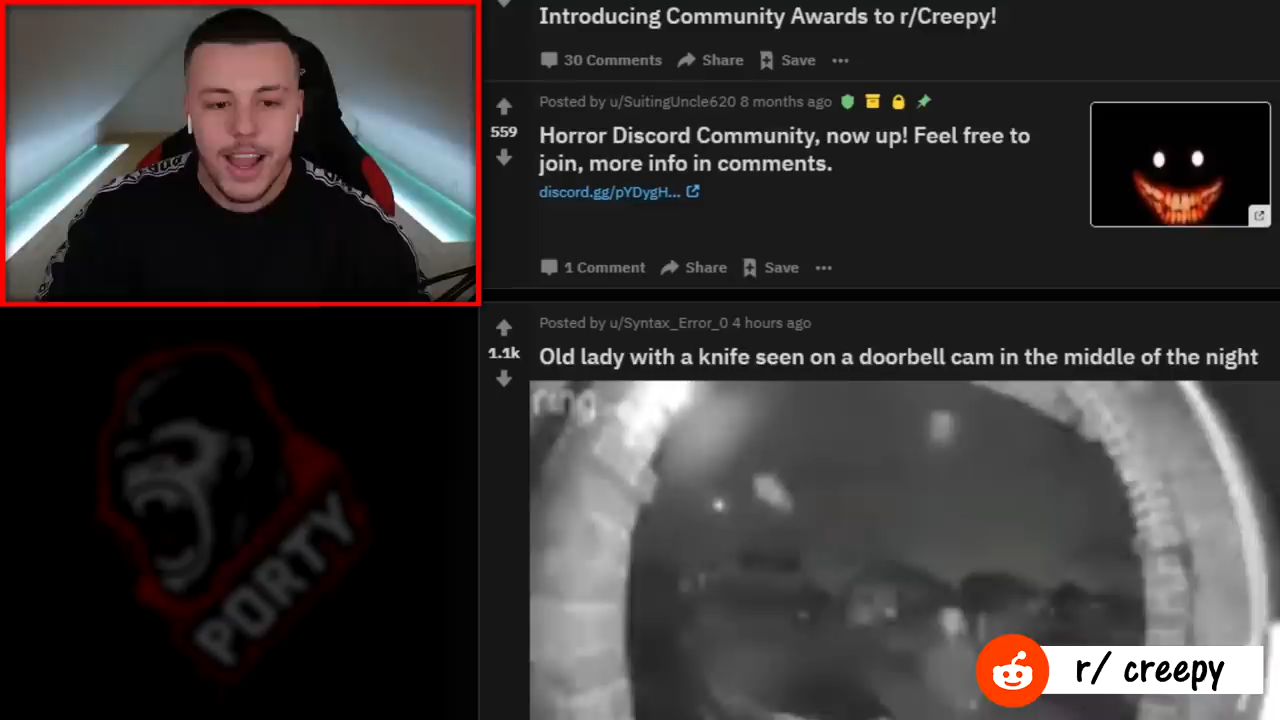 Introducing Community Awards to r/Creepy!
30 Comments Share Save
Posted by u/SuitingUncle620 8 months ago
559
Horror Discord Community, now up! Feel free to
join, more info in comments.
discord.gg/pYDygH...
1 Comment Share Save
Posted by u/Syntax_Error_0 4 hours ago
1.1k
Old lady with a knife seen on a doorbell cam in the middle of the night
ring
PORTY
r/ creepy